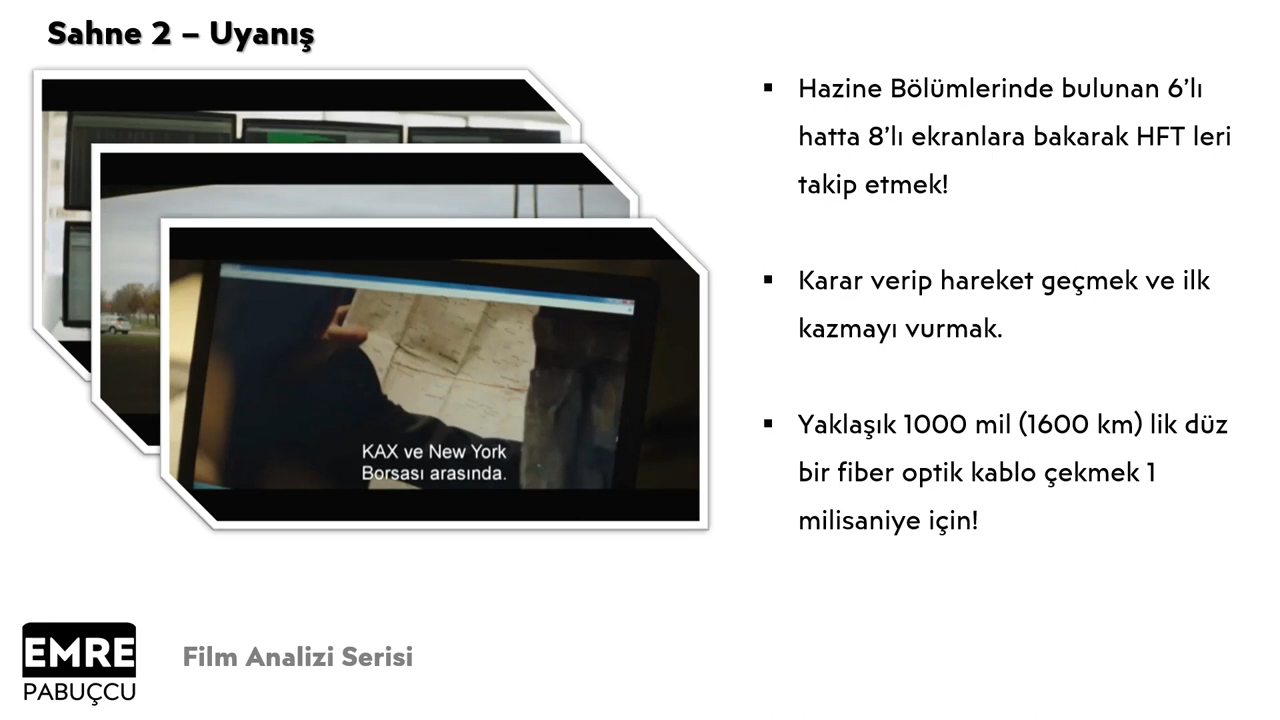 Sahne 2 – Uyanış
▪ Hazine Bölümlerinde bulunan 6’lı
hatta 8’lı ekranlara bakarak HFT leri
takip etmek!
▪ Karar verip hareket geçmek ve ilk
kazmayı vurmak.
▪ Yaklaşık 1000 mil (1600 km) lik düz
bir fiber optik kablo çekmek 1
milisaniye için!
KAX ve New York
Borsası arasında.
EMRE
PABUÇCU
Film Analizi Serisi